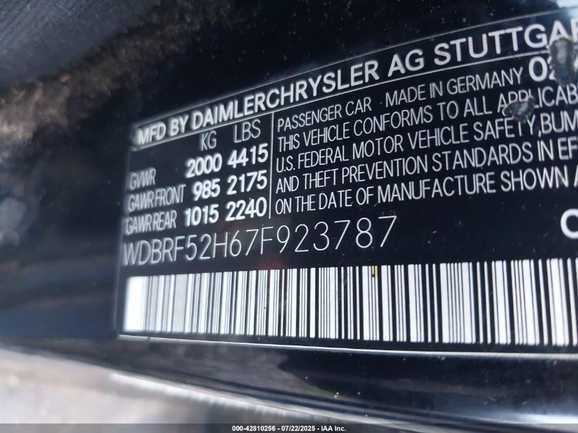 MFD BY DAIMLERCHRYSLER AG STUTTGA
KG LBS
GVWR 2000 4415
GAWR FRONT 985 2175
GAWR REAR 1015 2240
PASSENGER CAR MADE IN GERMANY 02
THIS VEHICLE CONFORMS TO ALL APPLICAB
U.S. FEDERAL MOTOR VEHICLE SAFETY, BUM
AND THEFT PREVENTION STANDARDS IN EFF
ON THE DATE OF MANUFACTURE SHOWN A
WDBRF52H67F923787
000-42810256 - 07/22/2025 - IAA Inc.